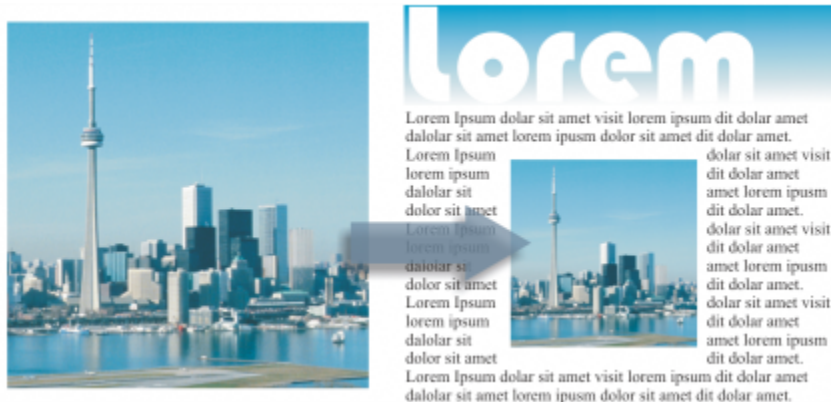 Lorem
Lorem Ipsum dolar sit amet visit lorem ipsum dit dolar amet
dalolar sit amet lorem ipusm dolor sit amet dit dolar amet.
Lorem Ipsum
lorem ipsum
dalolar sit
dolor sit amet
Lorem Ipsum
lorem ipsum
dalolar sit
dolor sit amet
Lorem Ipsum
lorem ipsum
dalolar sit
dolor sit amet
dolar sit amet visit
dit dolar amet
amet lorem ipusm
dit dolar amet.
dolar sit amet visit
dit dolar amet
amet lorem ipusm
dit dolar amet.
dolar sit amet visit
dit dolar amet
amet lorem ipusm
dit dolar amet.
Lorem Ipsum dolar sit amet visit lorem ipsum dit dolar amet
dalolar sit amet lorem ipusm dolor sit amet dit dolar amet.